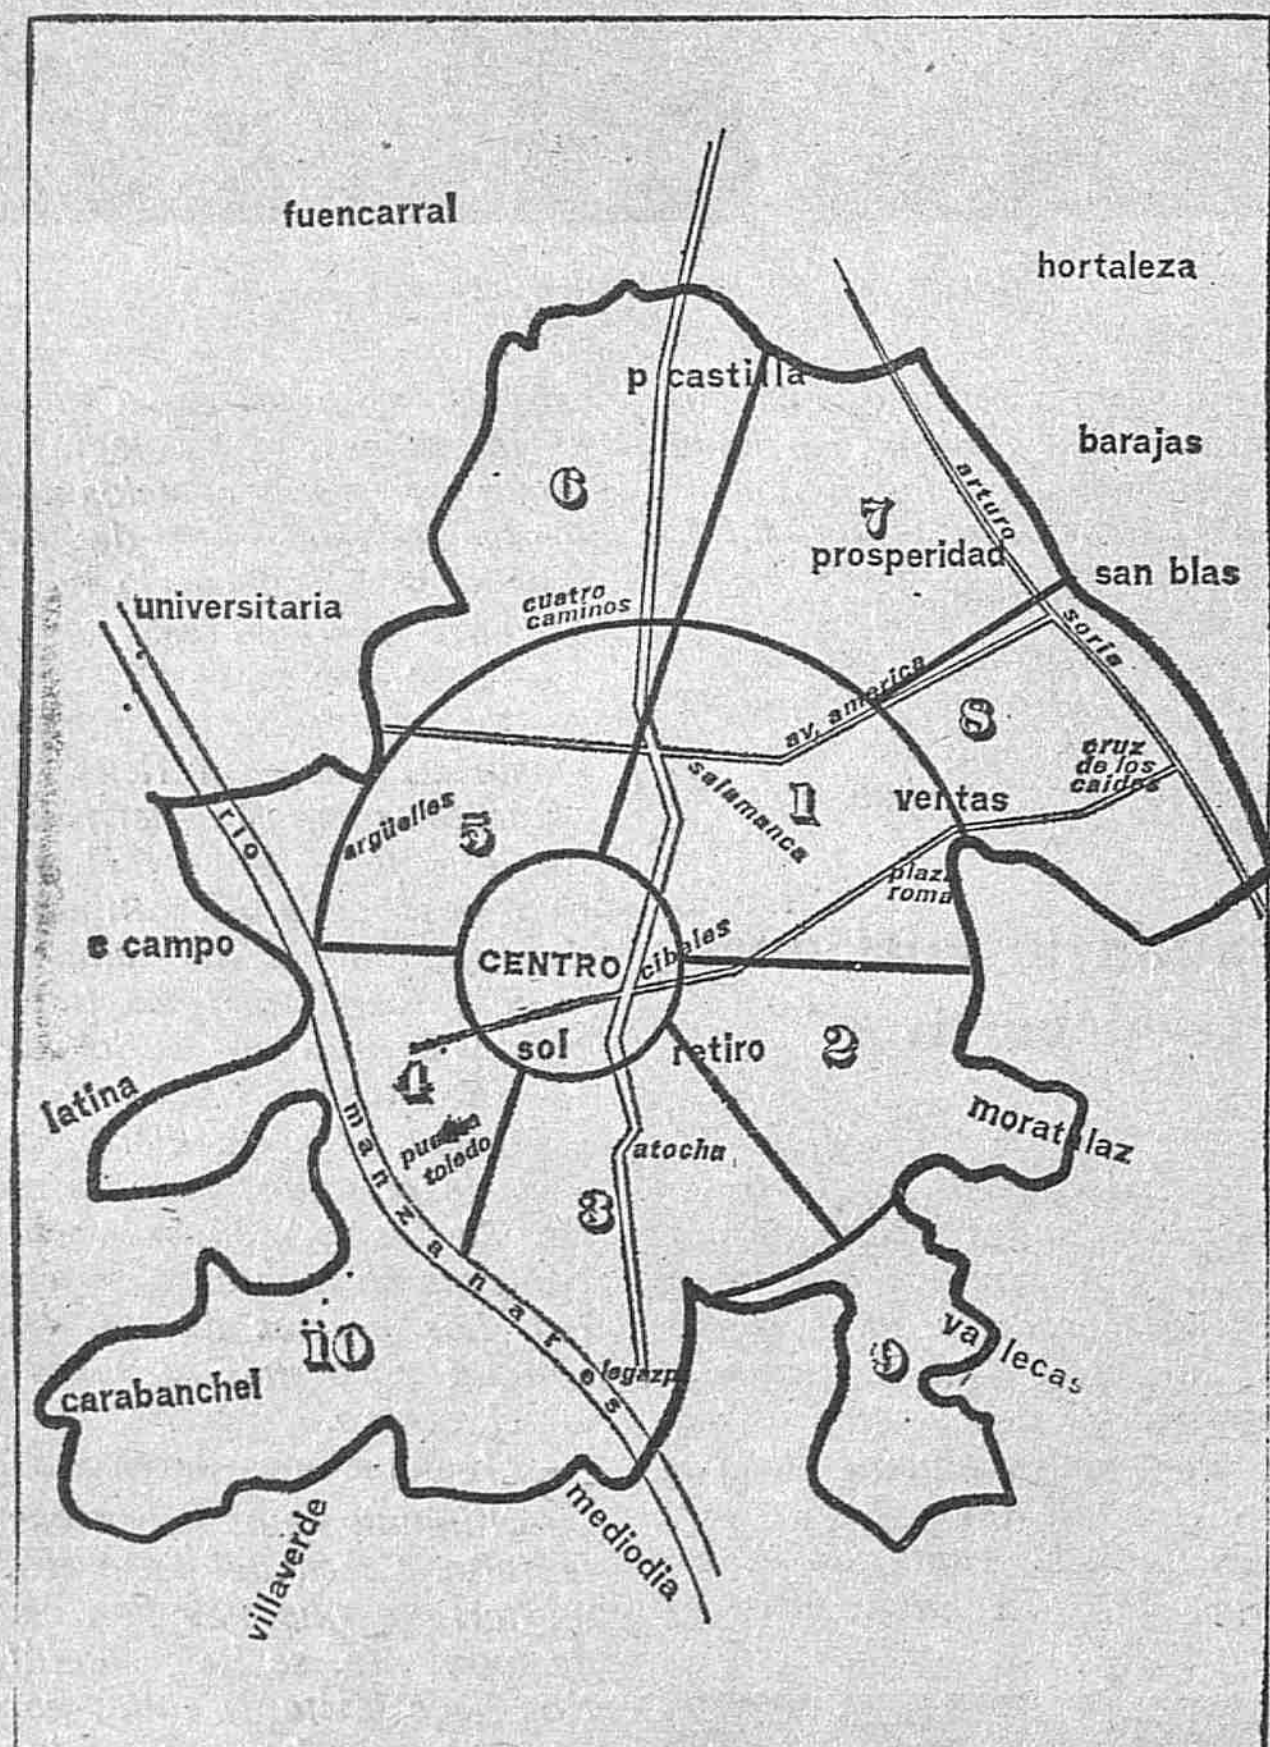 fuencarral
hortaleza
p castilla
barajas
6
7
arturo
prosperidad
san blas
universitaria
cuatro
caminos
soria
av. america
8
cruz
de los
caidos
salamanca
1
ventas
rio
argüelles
5
plaza
roma
e campo
CENTRO
cibeles
sol
retiro
2
4
latina
manzanares
moratalaz
toledo
atocha
3
vallecas
10
9
carabanchel
legazpi
villaverde
mediodia